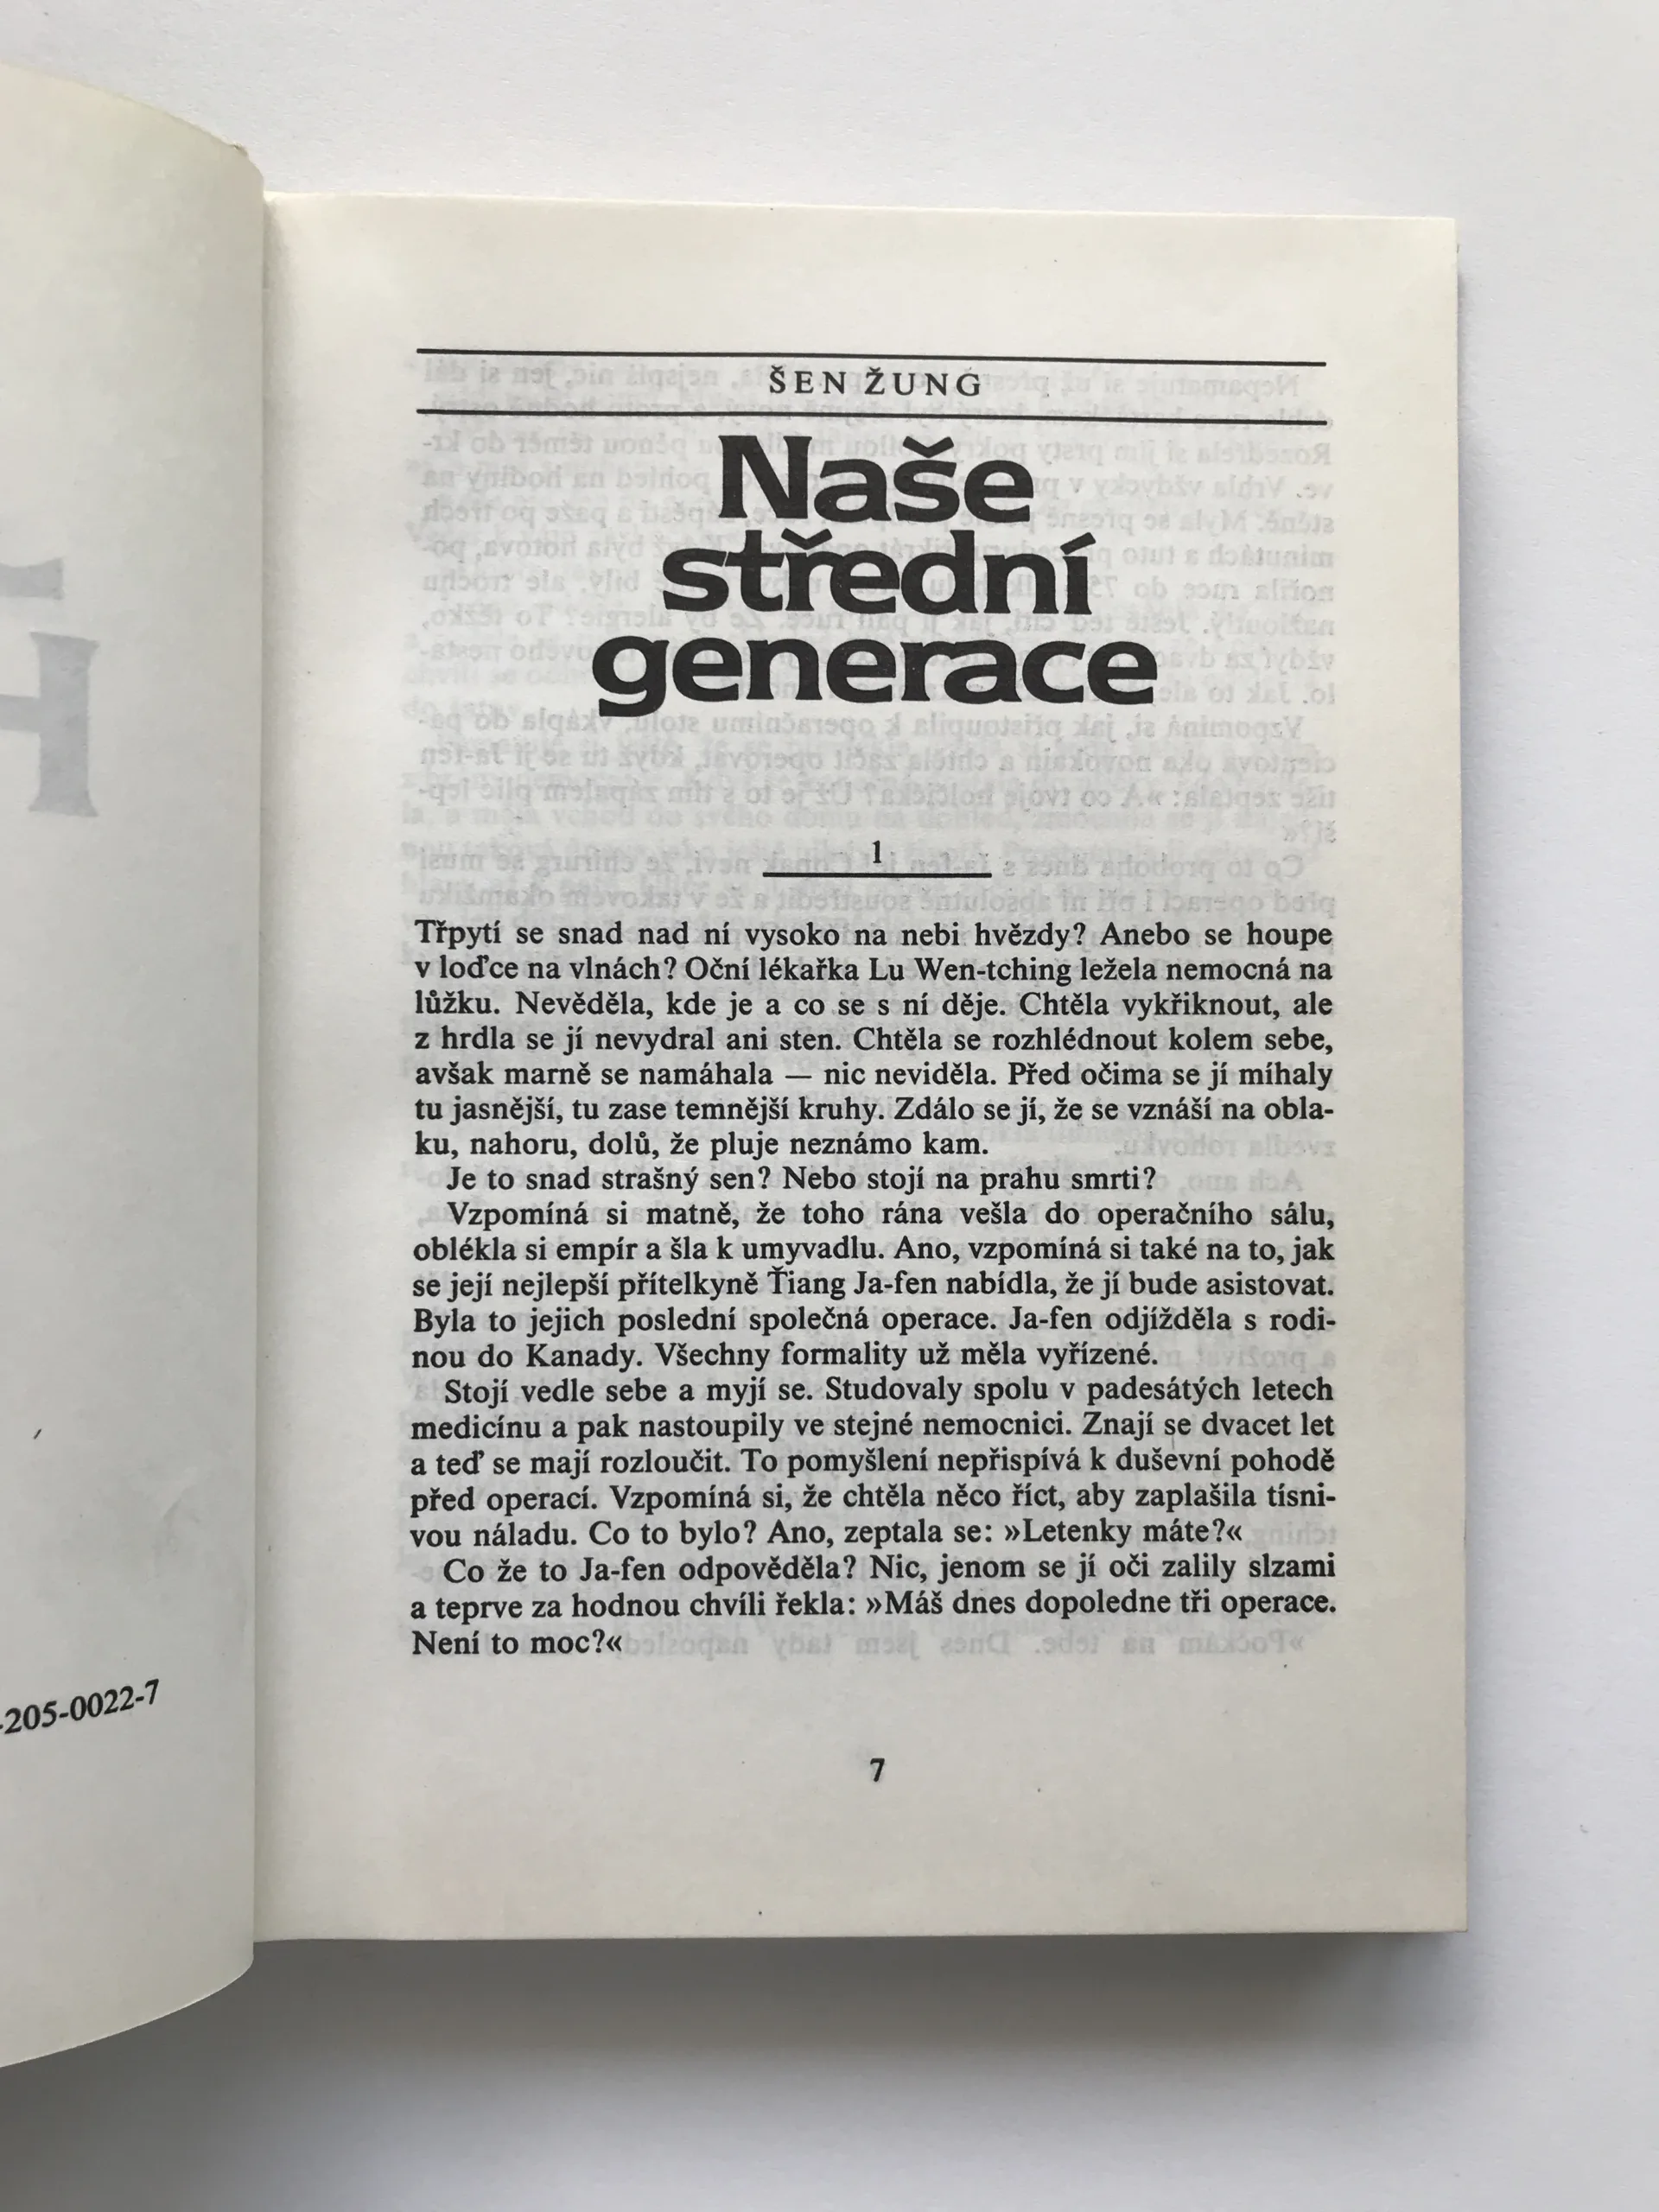 -205-0022-7
ŠEN ŽUNG
Naše
střední
generace
1
Třpytí se snad nad ní vysoko na nebi hvězdy? Anebo se houpe
v loďce na vlnách? Oční lékařka Lu Wen-tching ležela nemocná na
lůžku. Nevěděla, kde je a co se s ní děje. Chtěla vykřiknout, ale
z hrdla se jí nevydral ani sten. Chtěla se rozhlédnout kolem sebe,
avšak marně se namáhala — nic neviděla. Před očima se jí míhaly
tu jasnější, tu zase temnější kruhy. Zdálo se jí, že se vznáší na obla-
ku, nahoru, dolů, že pluje neznámo kam.
Je to snad strašný sen? Nebo stojí na prahu smrti?
Vzpomíná si matně, že toho rána vešla do operačního sálu,
oblékla si empír a šla k umyvadlu. Ano, vzpomíná si také na to, jak
se její nejlepší přítelkyně Ťiang Ja-fen nabídla, že jí bude asistovat.
Byla to jejich poslední společná operace. Ja-fen odjížděla s rodi-
nou do Kanady. Všechny formality už měla vyřízené.
Stojí vedle sebe a myjí se. Studovaly spolu v padesátých letech
medicínu a pak nastoupily ve stejné nemocnici. Znají se dvacet let
a teď se mají rozloučit. To pomyšlení nepřispívá k duševní pohodě
před operací. Vzpomíná si, že chtěla něco říct, aby zaplašila tísni-
vou náladu. Co to bylo? Ano, zeptala se: »Letenky máte?«
Co že to Ja-fen odpověděla? Nic, jenom se jí oči zalily slzami
a teprve za hodnou chvíli řekla: »Máš dnes dopoledne tři operace.
Není to moc?«
7